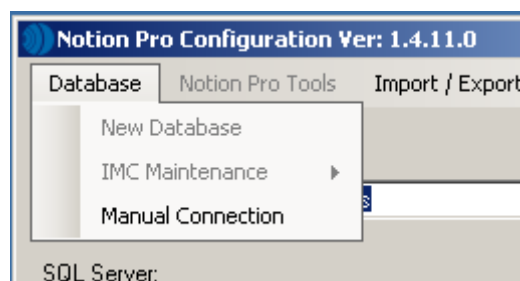 Notion Pro Configuration Ver: 1.4.11.0
Database Notion Pro Tools Import / Export
New Database
IMC Maintenance
s
Manual Connection
SQL Server: